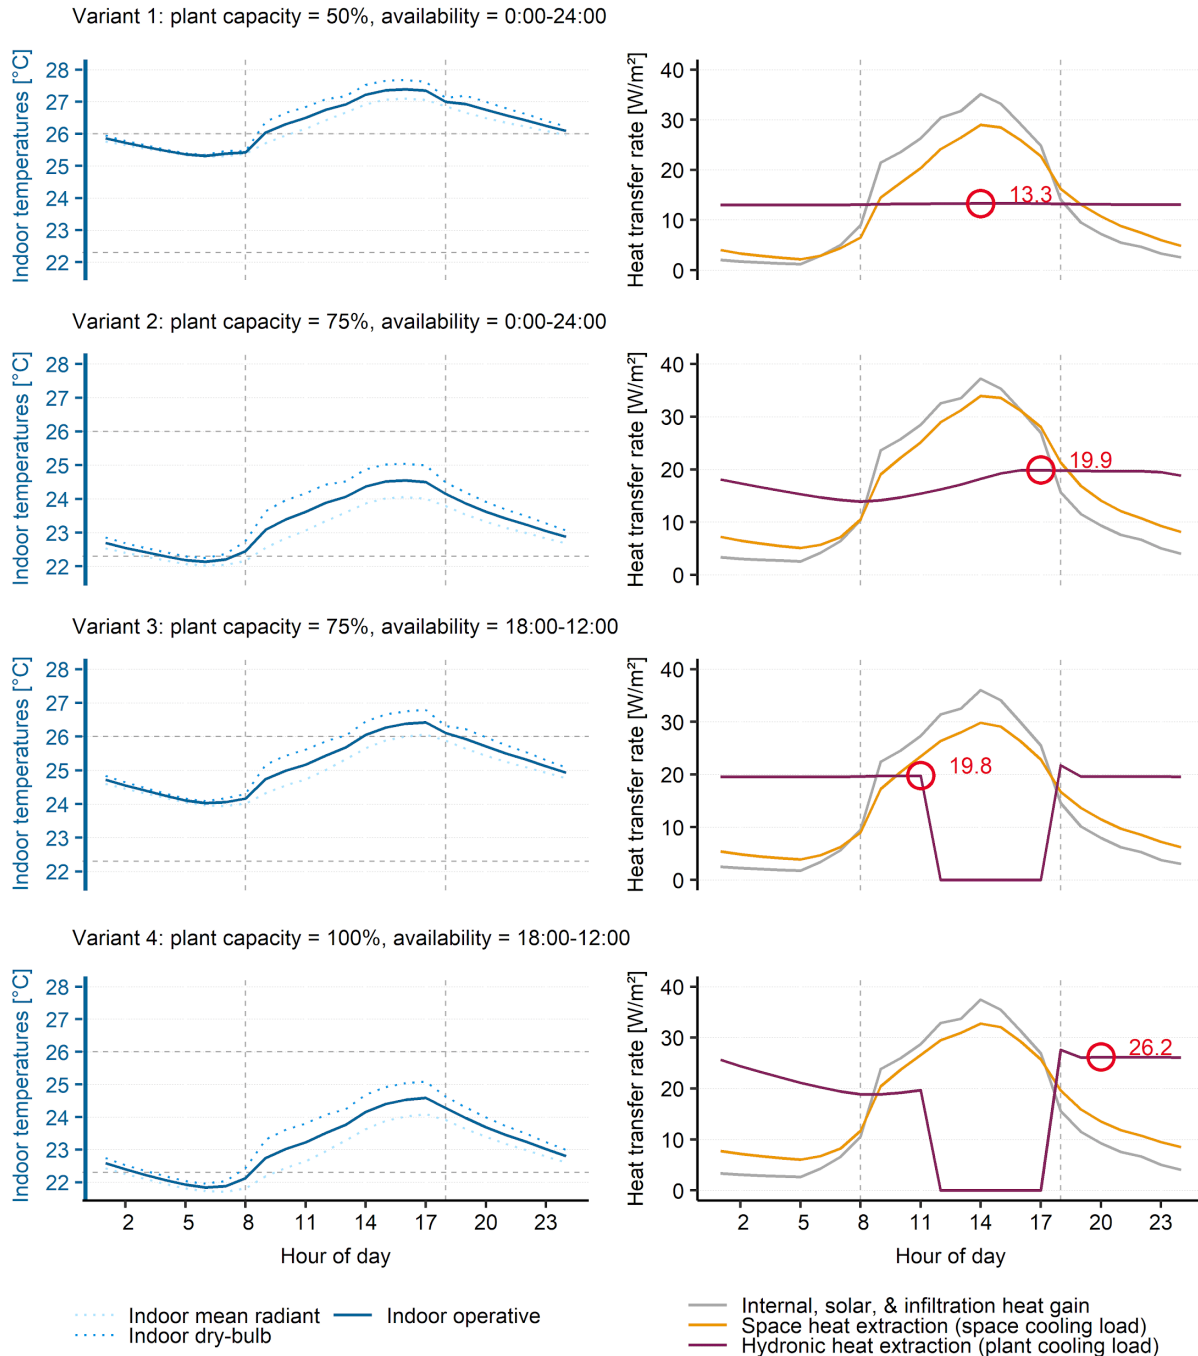 Variant 1: plant capacity = 50%, availability = 0:00-24:00
Indoor temperatures [°C]
28
27
26
25
24
23
22
Heat transfer rate [W/m²]
40
30
20
10
0
13.3
Variant 2: plant capacity = 75%, availability = 0:00-24:00
Indoor temperatures [°C]
28
27
26
25
24
23
22
Heat transfer rate [W/m²]
40
30
20
10
0
19.9
Variant 3: plant capacity = 75%, availability = 18:00-12:00
Indoor temperatures [°C]
28
27
26
25
24
23
22
Heat transfer rate [W/m²]
40
30
20
10
0
19.8
Variant 4: plant capacity = 100%, availability = 18:00-12:00
Indoor temperatures [°C]
28
27
26
25
24
23
22
2 5 8 11 14 17 20 23
Hour of day
Heat transfer rate [W/m²]
40
30
20
10
0
26.2
2 5 8 11 14 17 20 23
Hour of day
Indoor mean radiant
Indoor operative
Indoor dry-bulb
Internal, solar, & infiltration heat gain
Space heat extraction (space cooling load)
Hydronic heat extraction (plant cooling load)